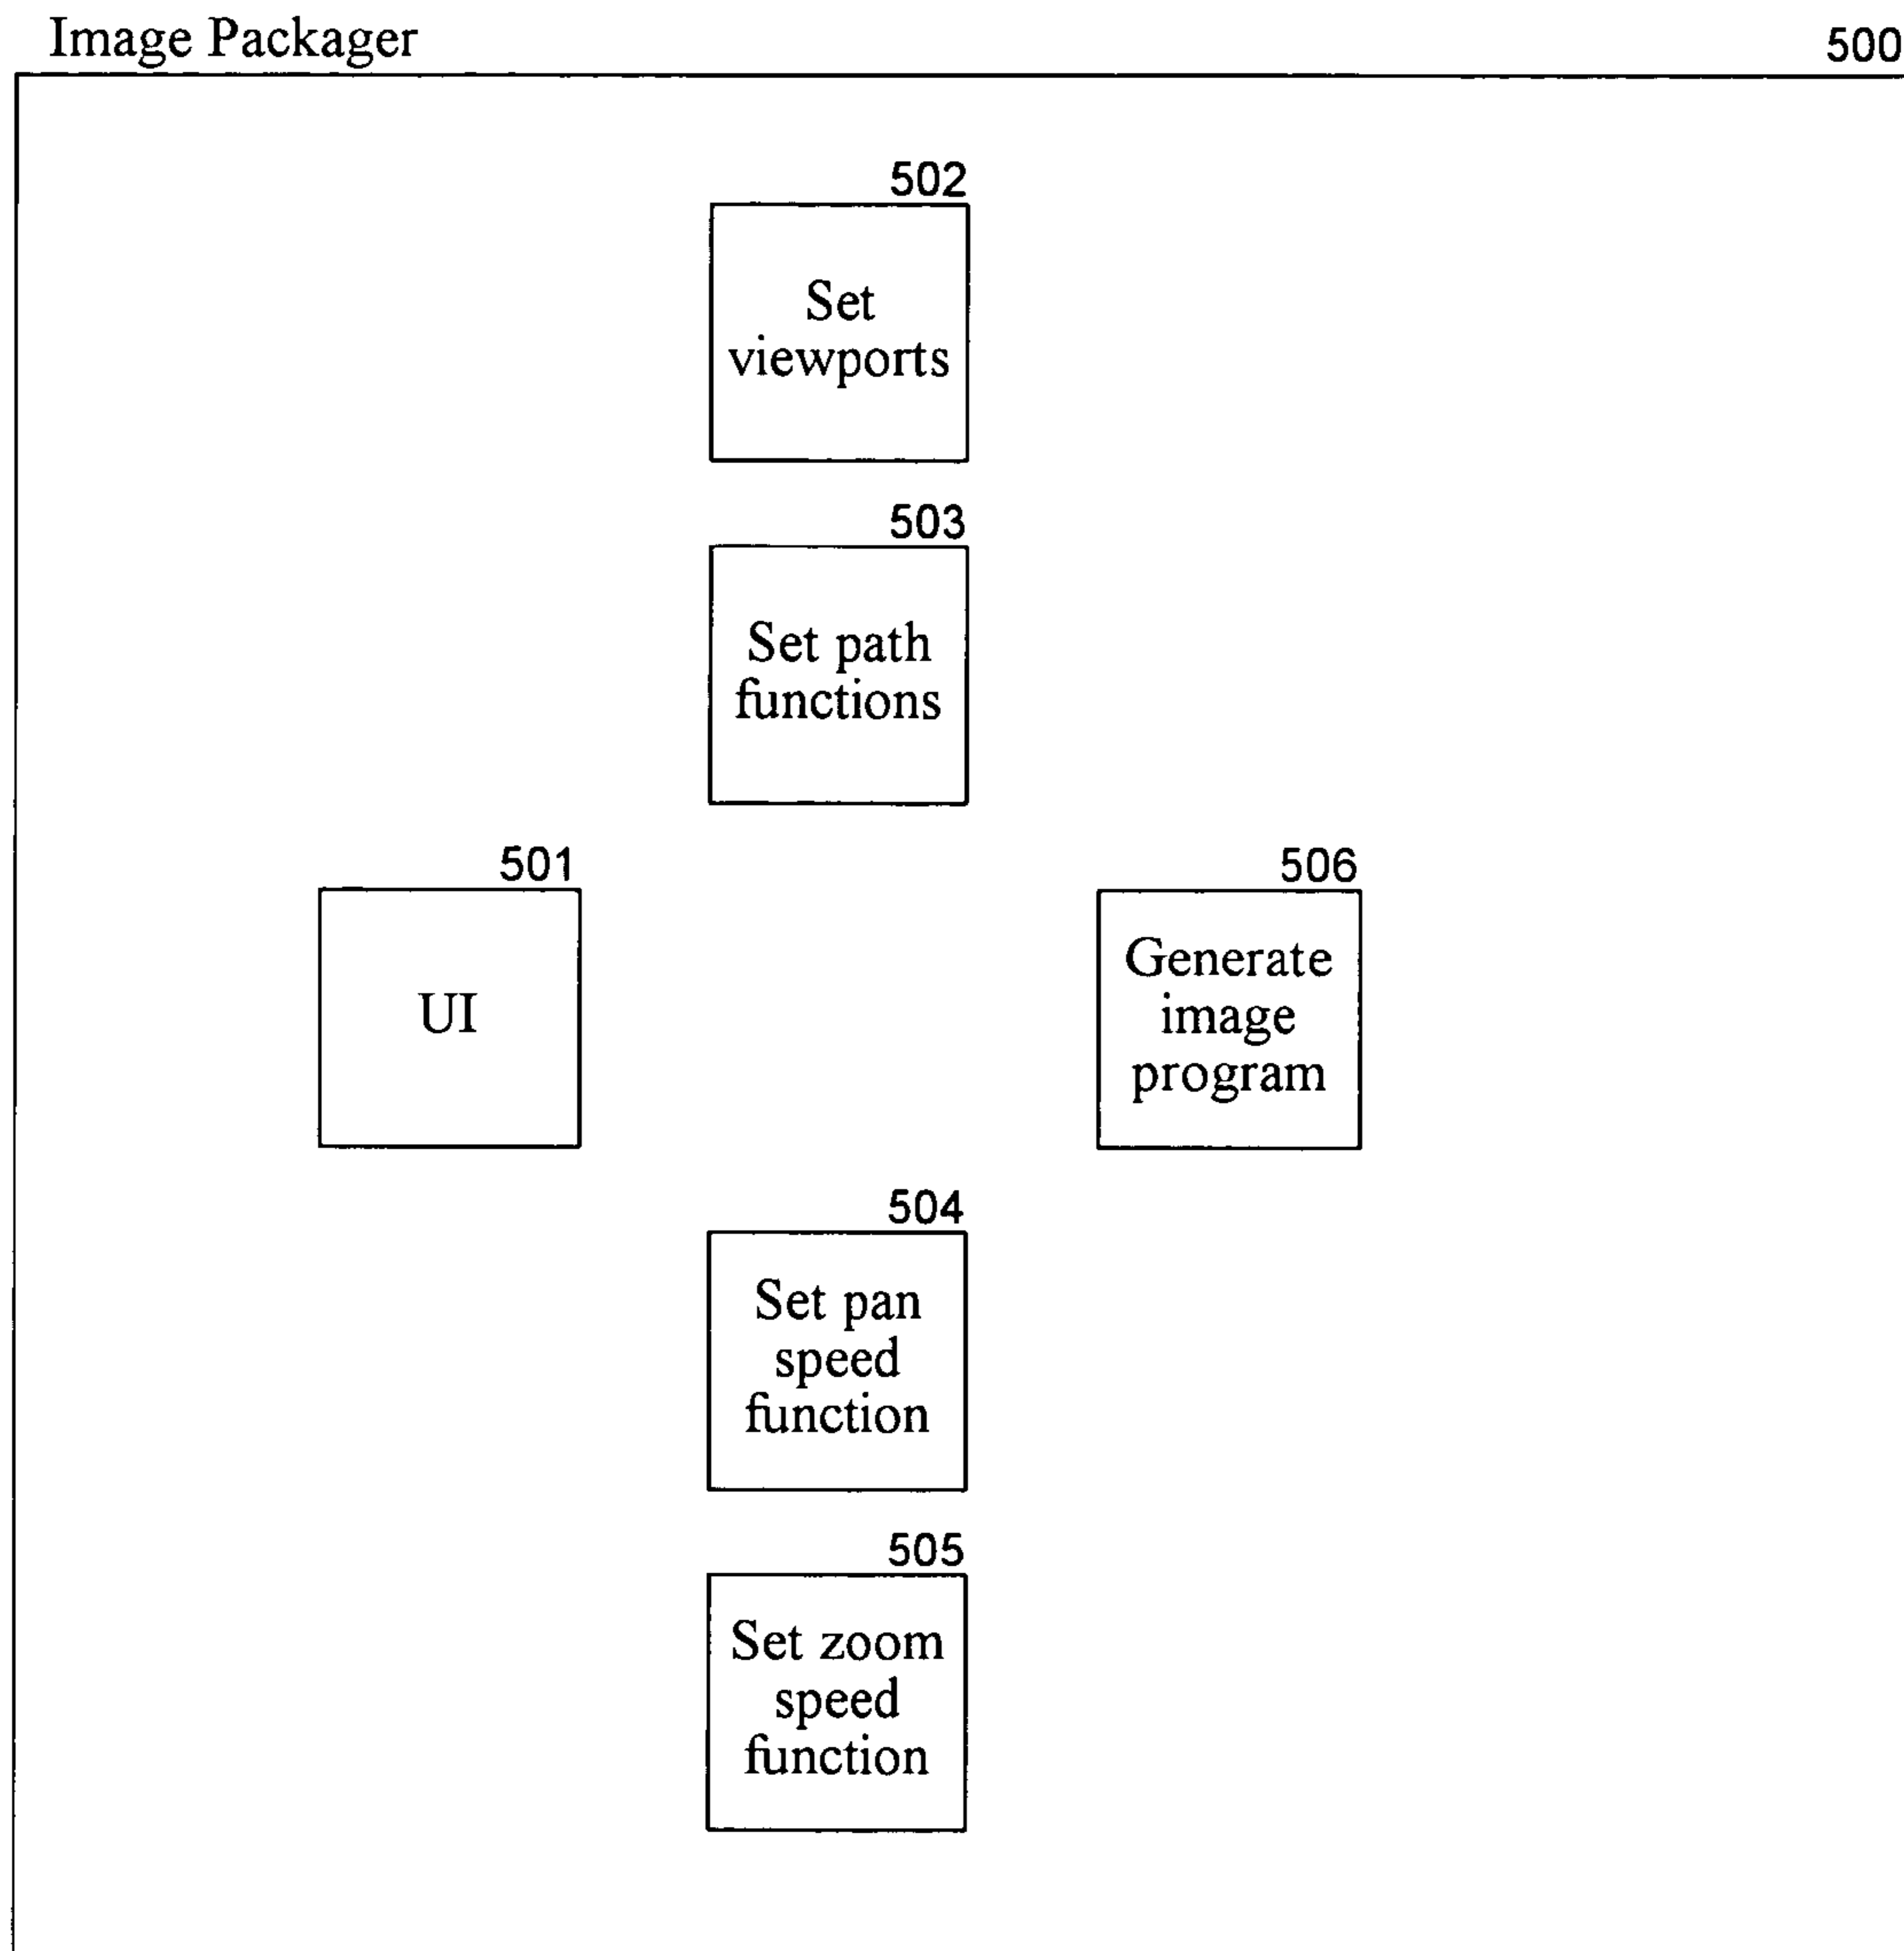 Image Packager
500
502
Set
viewports
503
Set path
functions
501
UI
506
Generate
image
program
504
Set pan
speed
function
505
Set zoom
speed
function